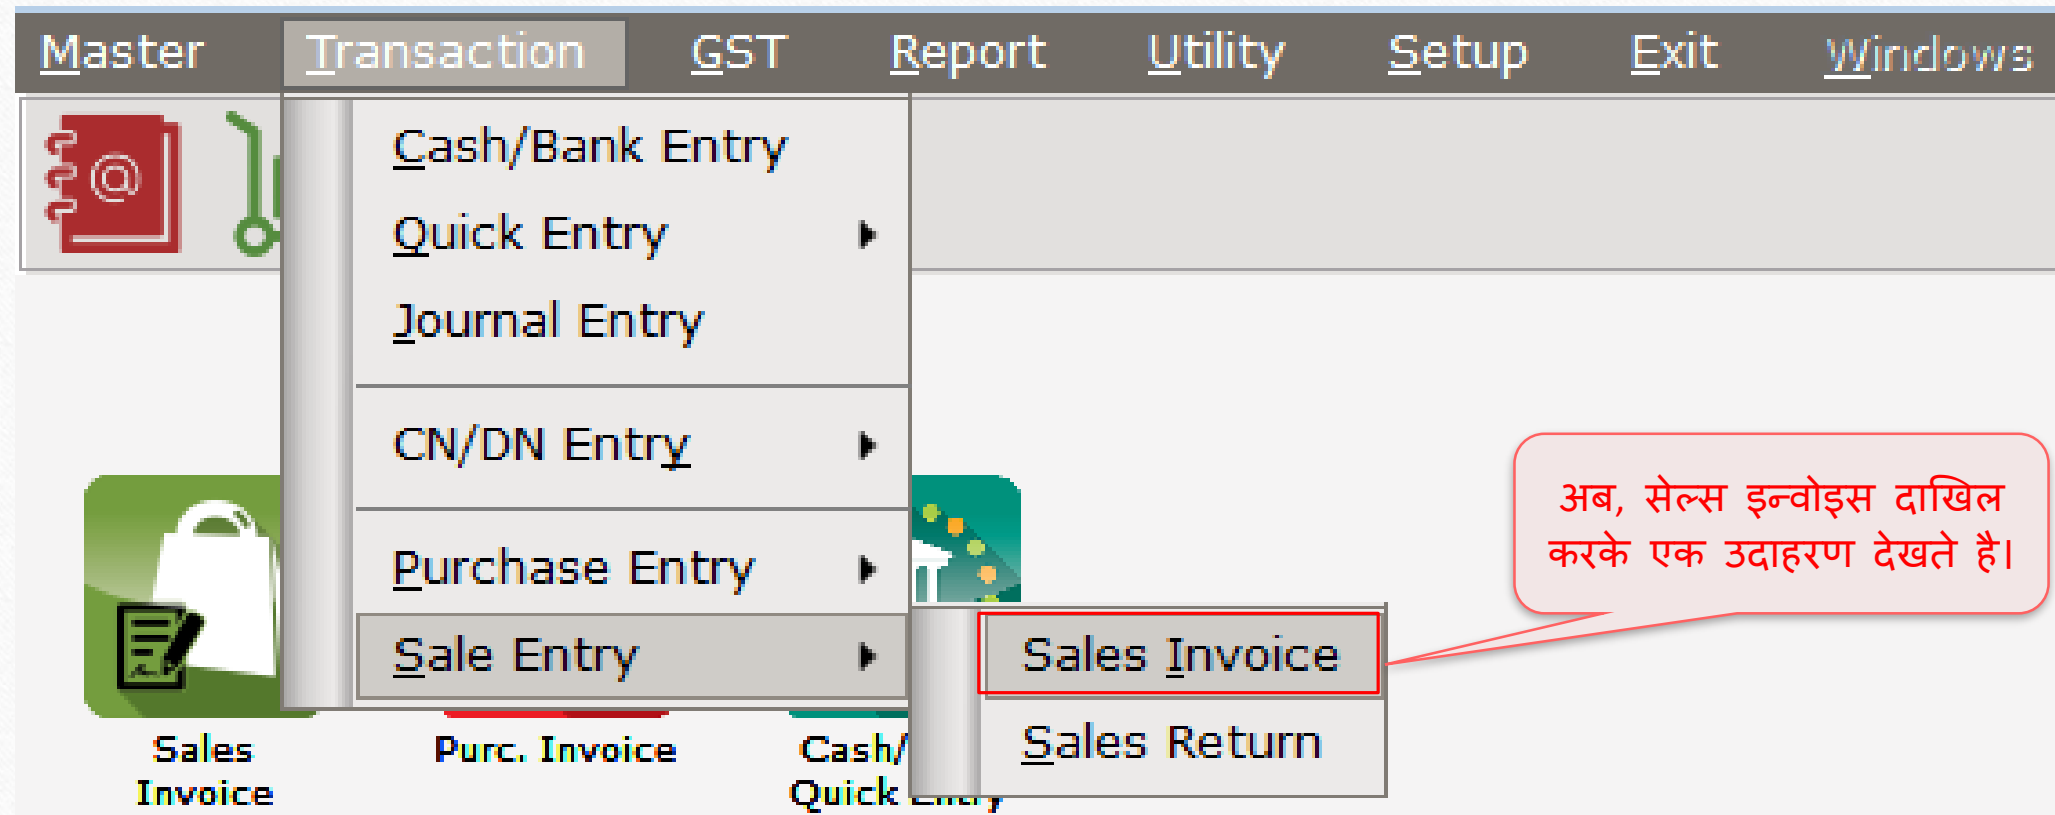 Master Transaction GST Report Utility Setup Exit Windows
@
Cash/Bank Entry
Quick Entry
Journal Entry
CN/DN Entry
Purchase Entry
Sale Entry
Sales Invoice
Sales Return
अब, सेल्स इन्वोइस दाखिल
करके एक उदाहरण देखते है।
Sales
Invoice
Purc. Invoice
Cash/
Quick Entry